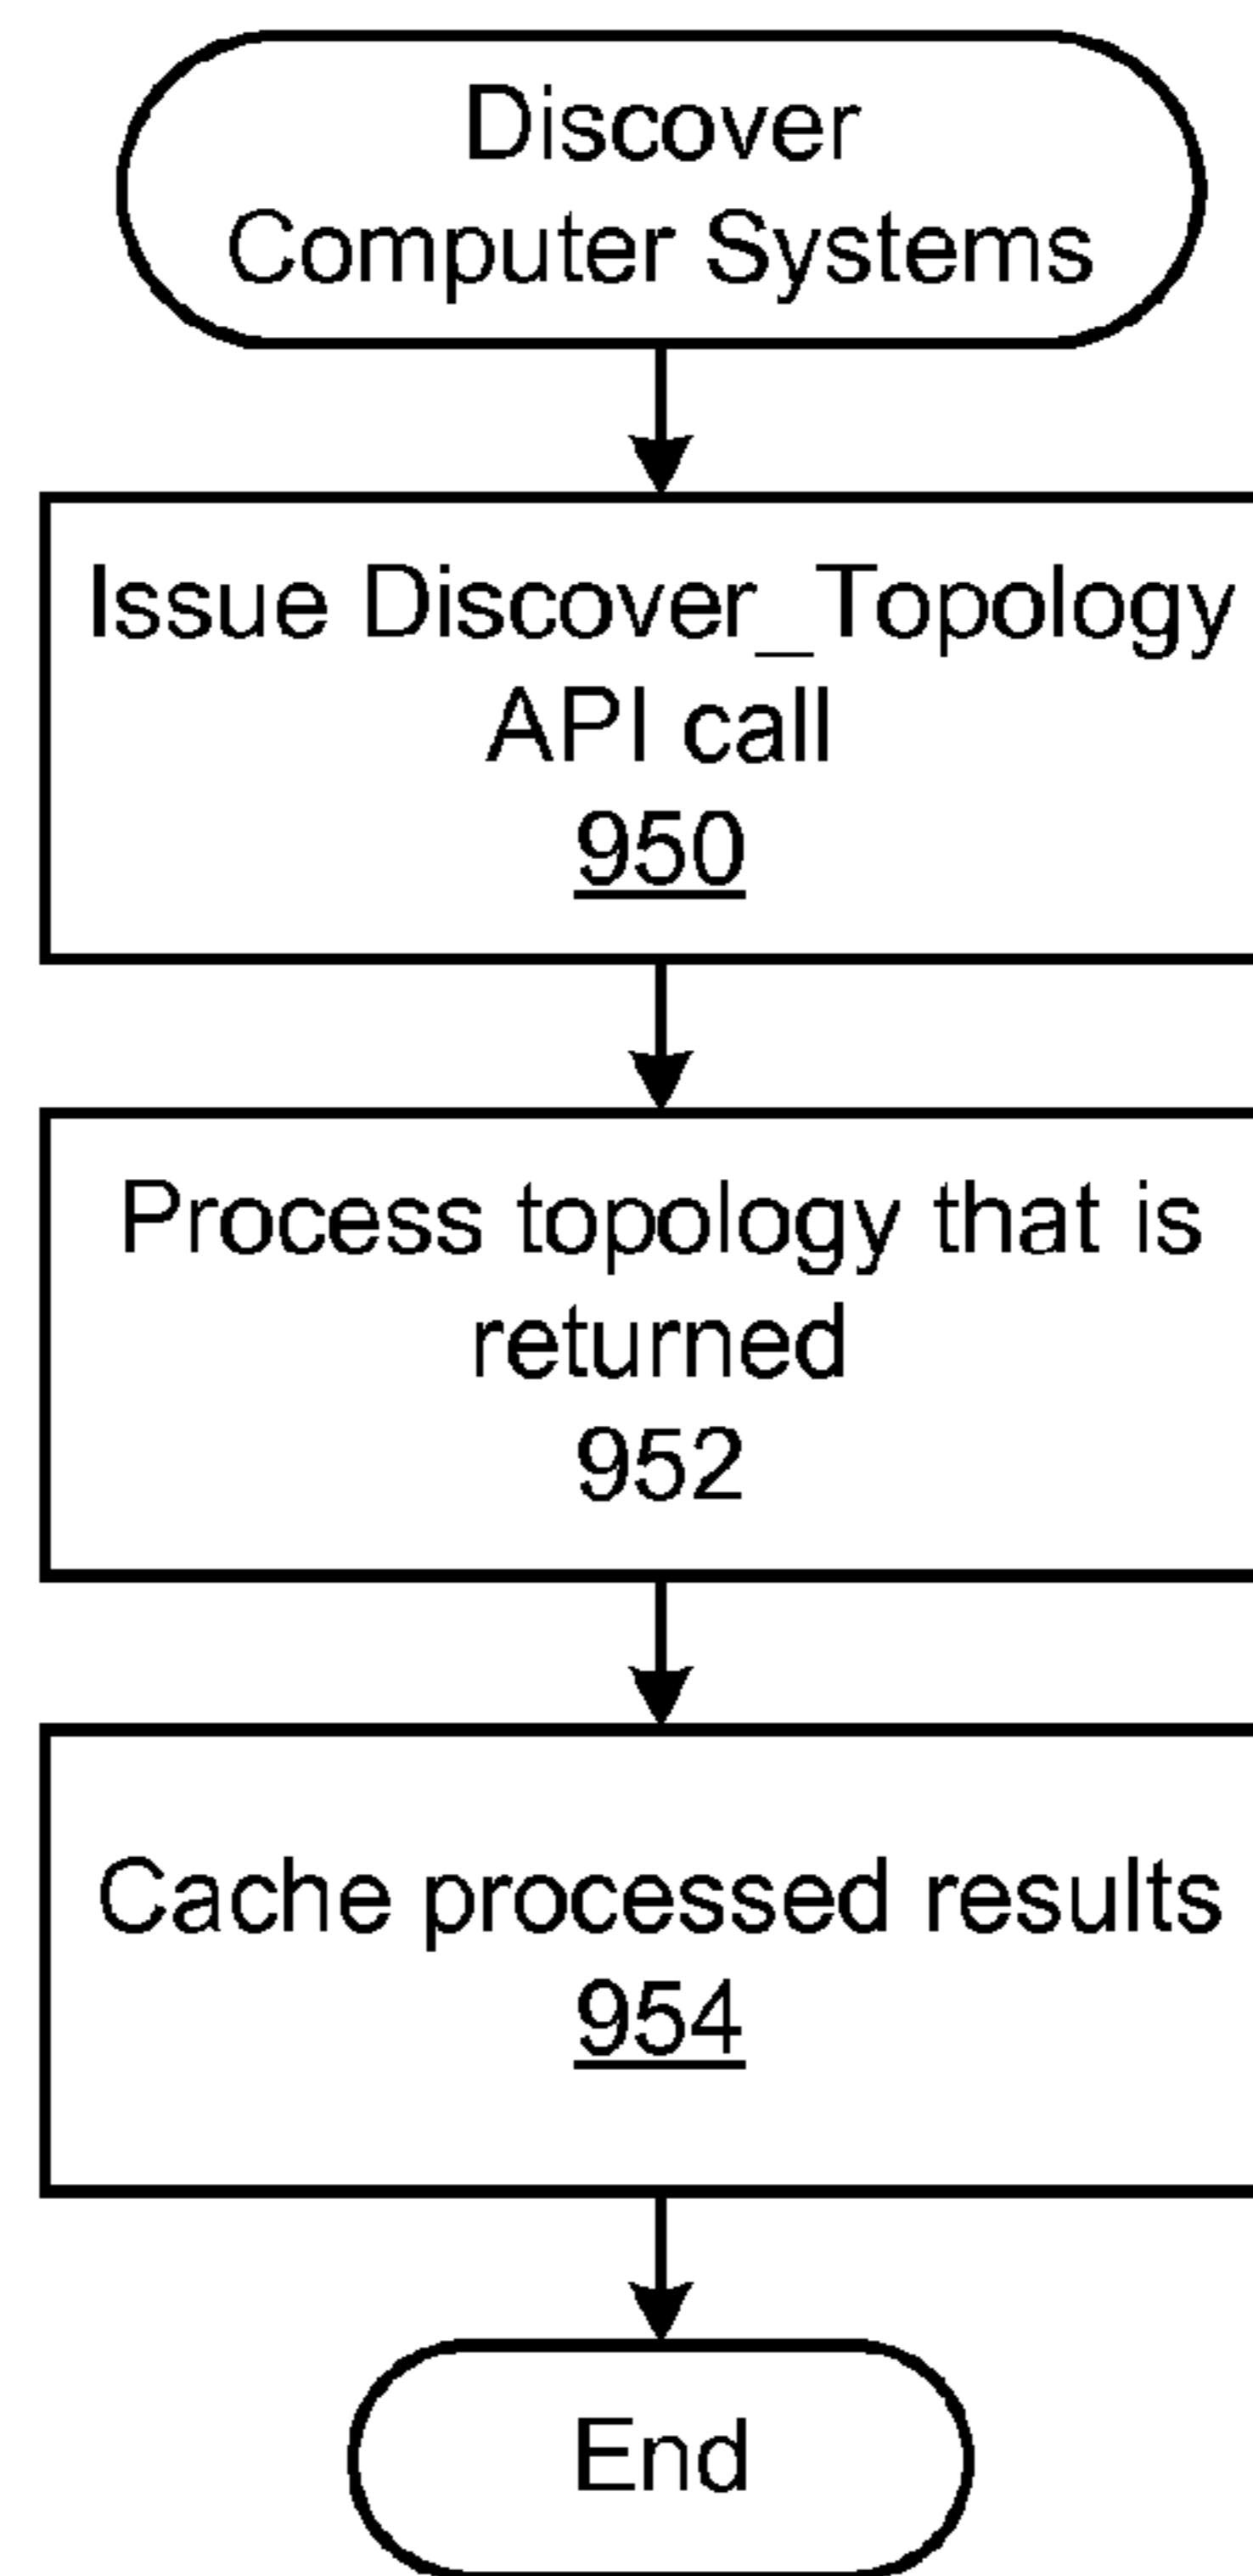 Discover
Computer Systems
Issue Discover_Topology
API call
950
Process topology that is
returned
952
Cache processed results
954
End